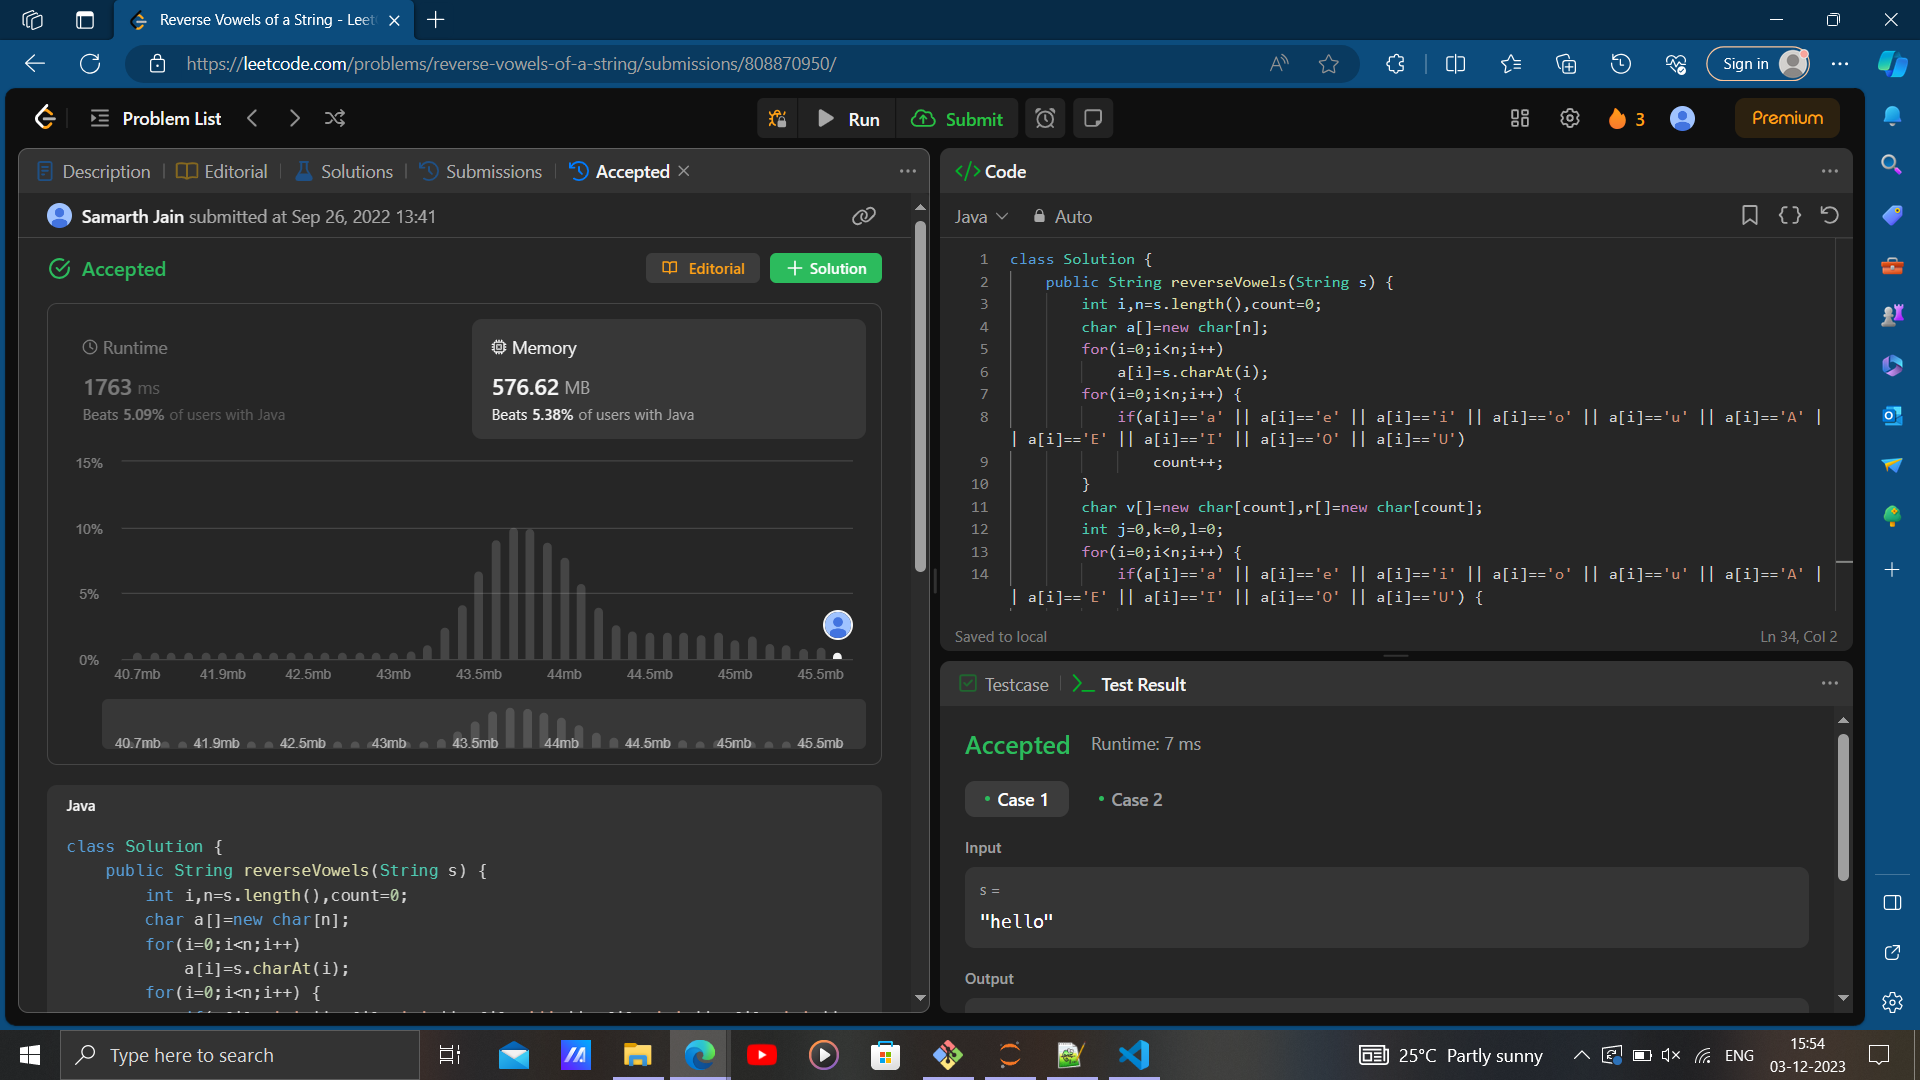 Reverse Vowels of a String - Leet
https://leetcode.com/problems/reverse-vowels-of-a-string/submissions/808870950/
Sign in
Problem List
Run
Submit
3
Premium
Description
Editorial
Solutions
Submissions
Accepted
Samarth Jain submitted at Sep 26, 2022 13:41
Accepted
Editorial
Solution
Runtime
1763 ms
Beats 5.09% of users with Java
Memory
576.62 MB
Beats 5.38% of users with Java
15%
10%
5%
0%
40.7mb 41.9mb 42.5mb 43mb 43.5mb 44mb 44.5mb 45mb 45.5mb
40.7mb 41.9mb 42.5mb 43mb 43.5mb 44mb 44.5mb 45mb 45.5mb
Java
class Solution {
public String reverseVowels(String s) {
int i,n=s.length(),count=0;
char a[]=new char[n];
for(i=0;i<n;i++)
a[i]=s.charAt(i);
for(i=0;i<n;i++) {
Code
Java
Auto
1 class Solution {
2 public String reverseVowels(String s) {
3 int i,n=s.length(),count=0;
4 char a[]=new char[n];
5 for(i=0;i<n;i++)
6 a[i]=s.charAt(i);
7 for(i=0;i<n;i++) {
8 if(a[i]=='a' || a[i]=='e' || a[i]=='i' || a[i]=='o' || a[i]=='u' || a[i]=='A' |
| a[i]=='E' || a[i]=='I' || a[i]=='O' || a[i]=='U')
9 count++;
10 }
11 char v[]=new char[count],r[]=new char[count];
12 int j=0,k=0,l=0;
13 for(i=0;i<n;i++) {
14 if(a[i]=='a' || a[i]=='e' || a[i]=='i' || a[i]=='o' || a[i]=='u' || a[i]=='A' |
| a[i]=='E' || a[i]=='I' || a[i]=='O' || a[i]=='U') {
Saved to local
Ln 34, Col 2
Testcase
Test Result
Accepted
Runtime: 7 ms
Case 1
Case 2
Input
s =
"hello"
Output
Type here to search
25°C Partly sunny
ENG
15:54
03-12-2023